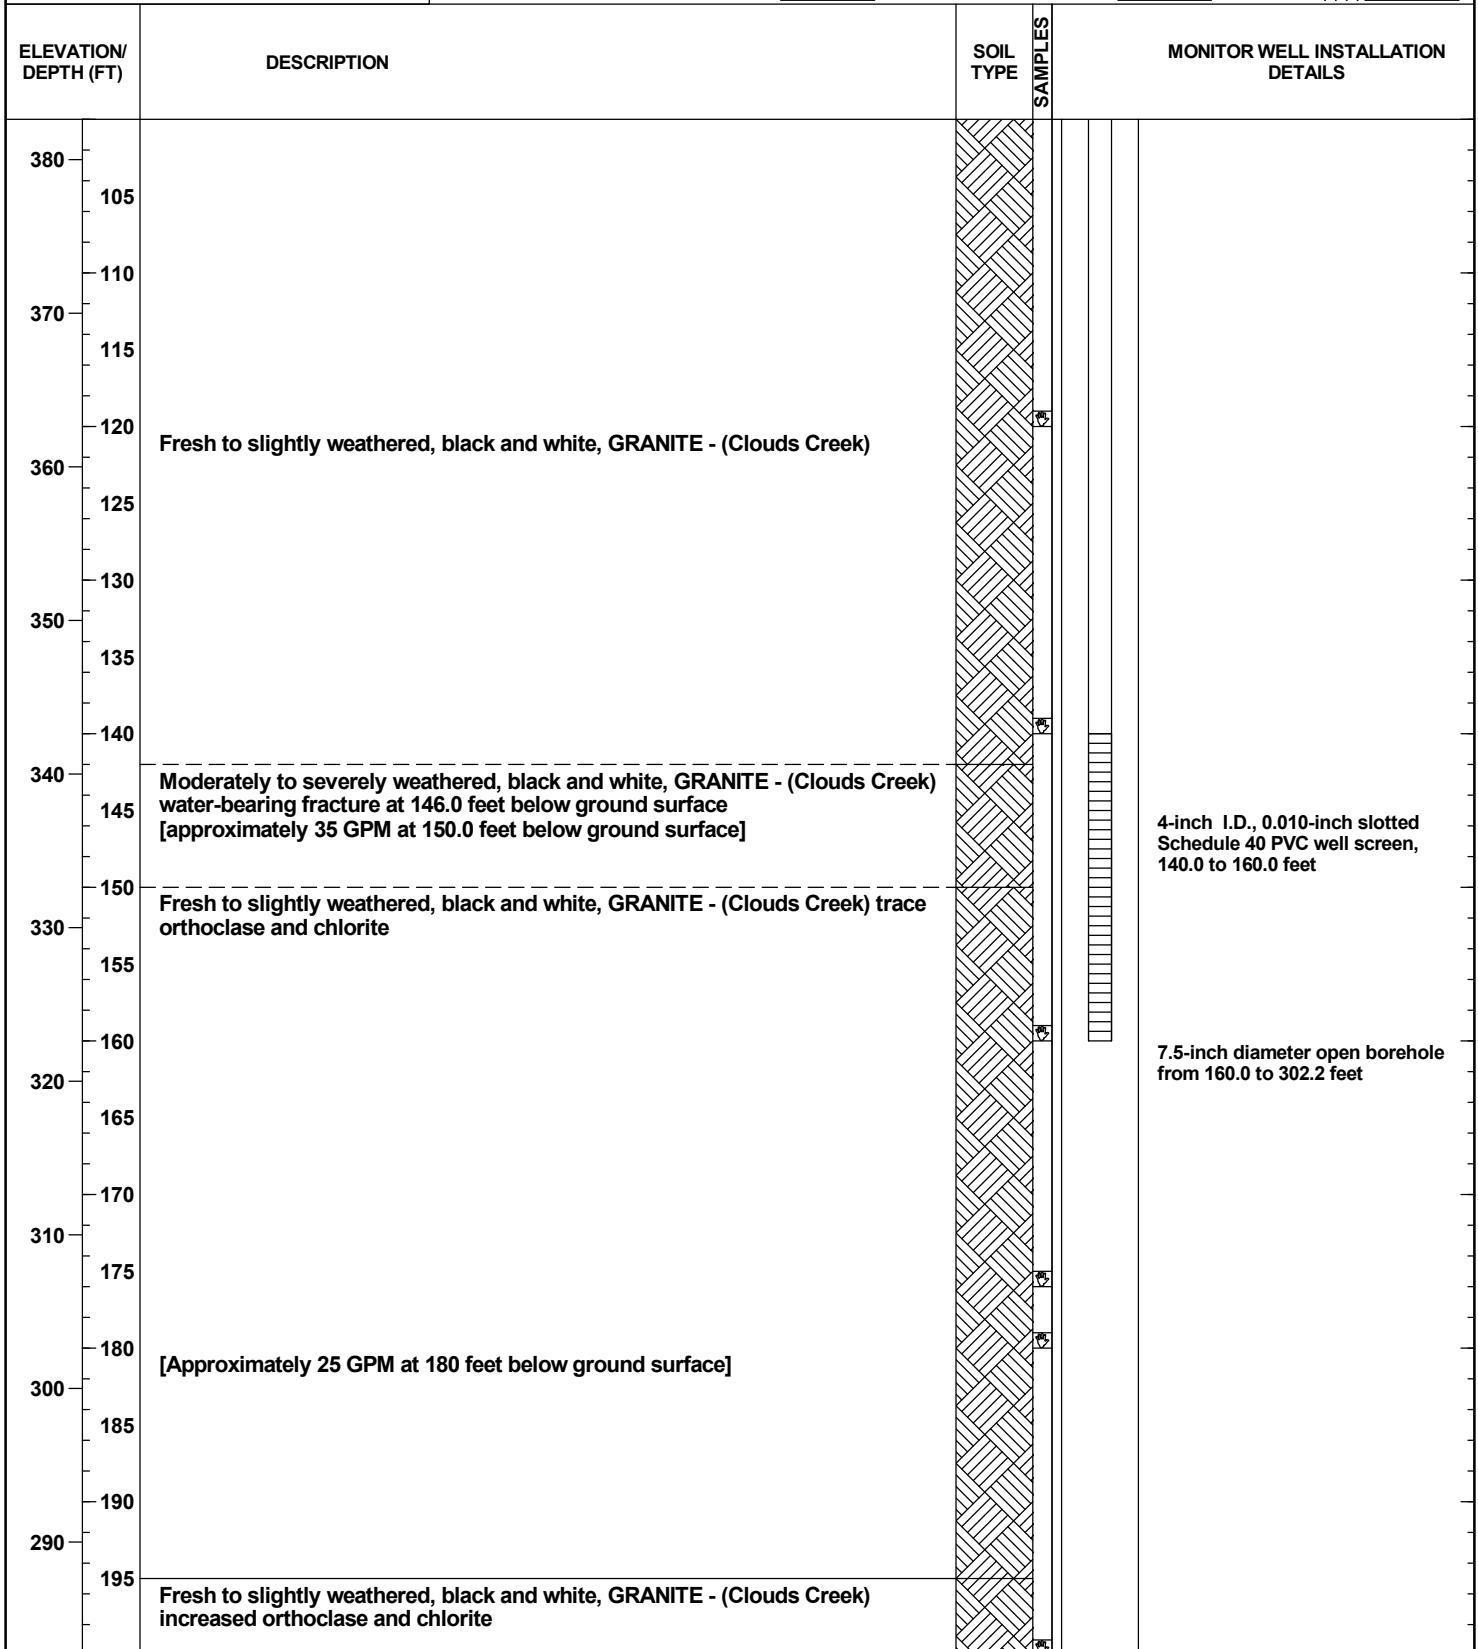 ELEVATION/
DEPTH (FT)
DESCRIPTION
SOIL
TYPE
SAMPLES
MONITOR WELL INSTALLATION
DETAILS
380
105
110
370
115
120
Fresh to slightly weathered, black and white, GRANITE - (Clouds Creek)
360
125
130
350
135
140
340
Moderately to severely weathered, black and white, GRANITE - (Clouds Creek)
water-bearing fracture at 146.0 feet below ground surface
[approximately 35 GPM at 150.0 feet below ground surface]
145
4-inch I.D., 0.010-inch slotted
Schedule 40 PVC well screen,
140.0 to 160.0 feet
150
Fresh to slightly weathered, black and white, GRANITE - (Clouds Creek) trace
orthoclase and chlorite
330
155
160
7.5-inch diameter open borehole
from 160.0 to 302.2 feet
320
165
170
310
175
180
[Approximately 25 GPM at 180 feet below ground surface]
300
185
190
290
195
Fresh to slightly weathered, black and white, GRANITE - (Clouds Creek)
increased orthoclase and chlorite